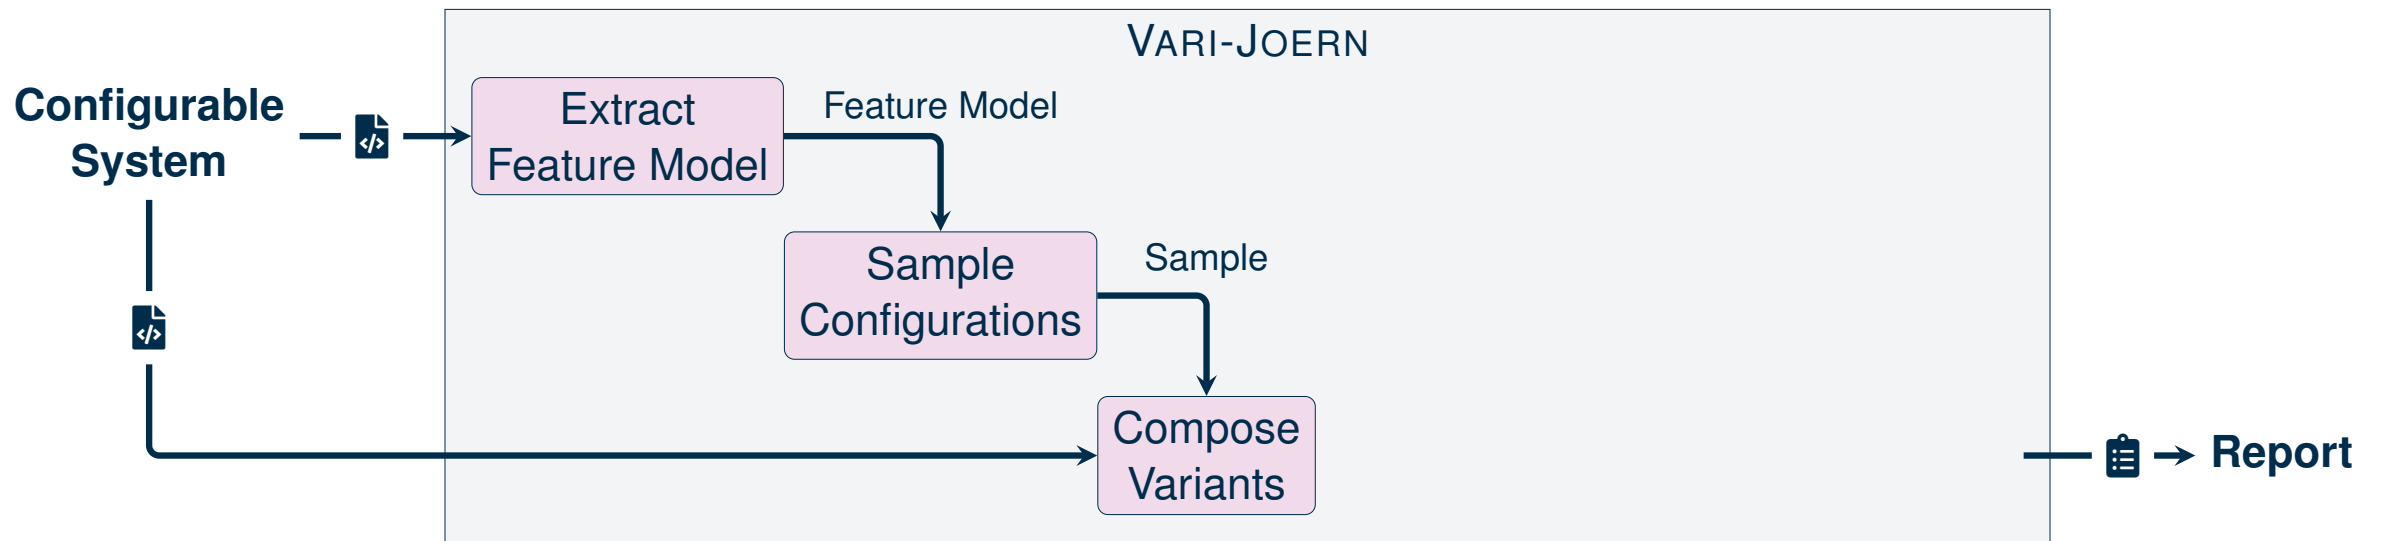 VARI-JOERN
Configurable
System
Extract
Feature Model
Feature Model
Sample
Configurations
Sample
Compose
Variants
Report